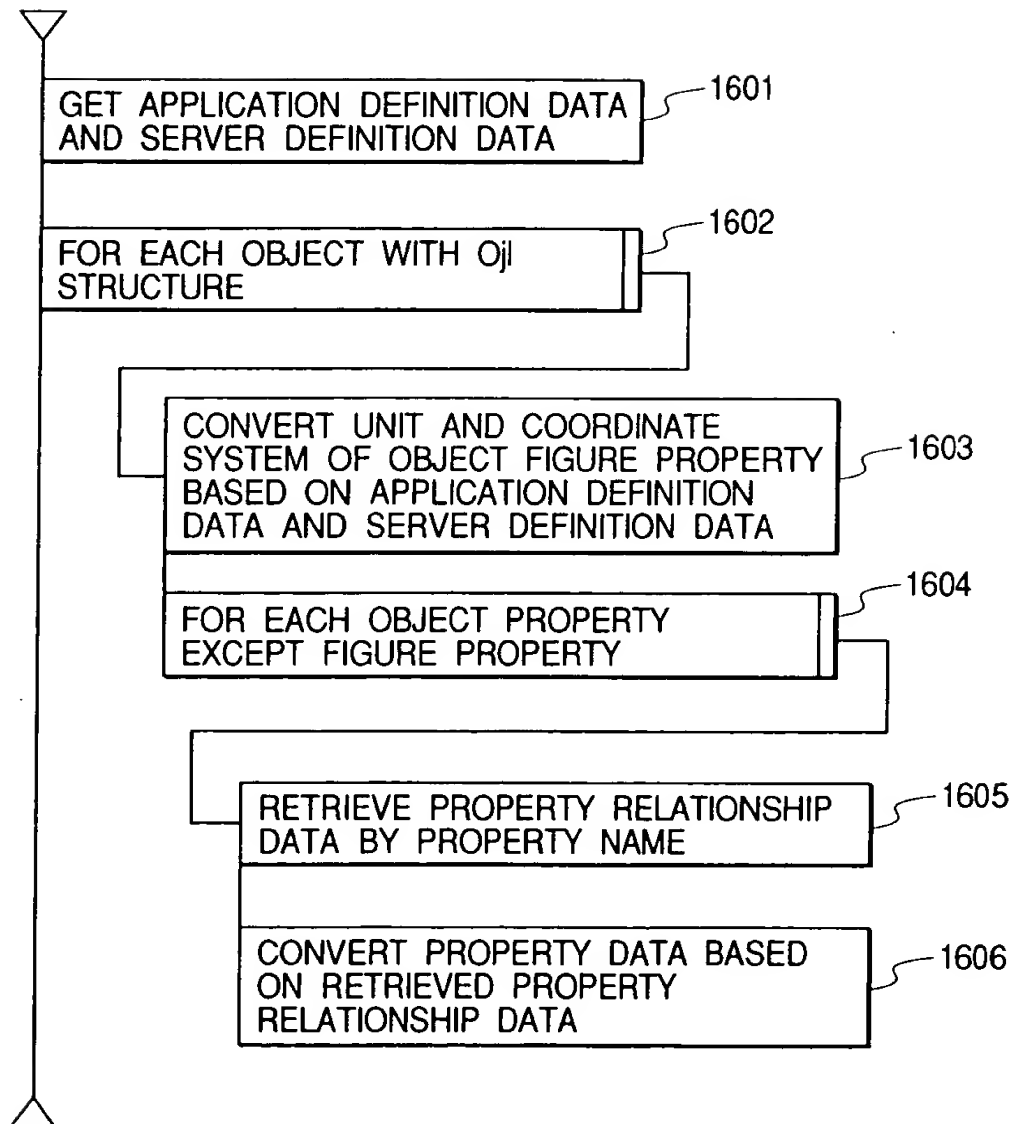 GET APPLICATION DEFINITION DATA
AND SERVER DEFINITION DATA
1601
FOR EACH OBJECT WITH Ojl
STRUCTURE
1602
CONVERT UNIT AND COORDINATE
SYSTEM OF OBJECT FIGURE PROPERTY
BASED ON APPLICATION DEFINITION
DATA AND SERVER DEFINITION DATA
1603
FOR EACH OBJECT PROPERTY
EXCEPT FIGURE PROPERTY
1604
RETRIEVE PROPERTY RELATIONSHIP
DATA BY PROPERTY NAME
1605
CONVERT PROPERTY DATA BASED
ON RETRIEVED PROPERTY
RELATIONSHIP DATA
1606